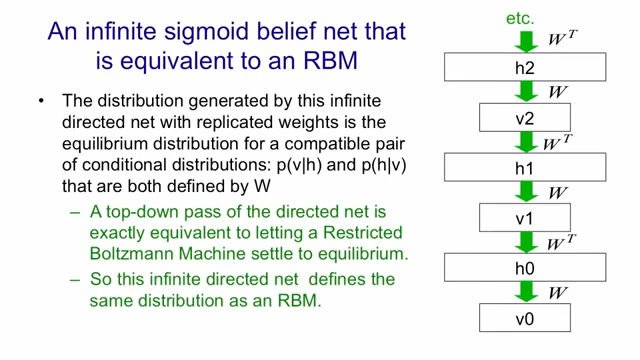 An infinite sigmoid belief net that
is equivalent to an RBM
• The distribution generated by this infinite
directed net with replicated weights is the
equilibrium distribution for a compatible pair
of conditional distributions: p(v|h) and p(h|v)
that are both defined by W
– A top-down pass of the directed net is
exactly equivalent to letting a Restricted
Boltzmann Machine settle to equilibrium.
– So this infinite directed net defines the
same distribution as an RBM.
etc.
W^T
h2
W
v2
W^T
h1
W
v1
W^T
h0
W
v0